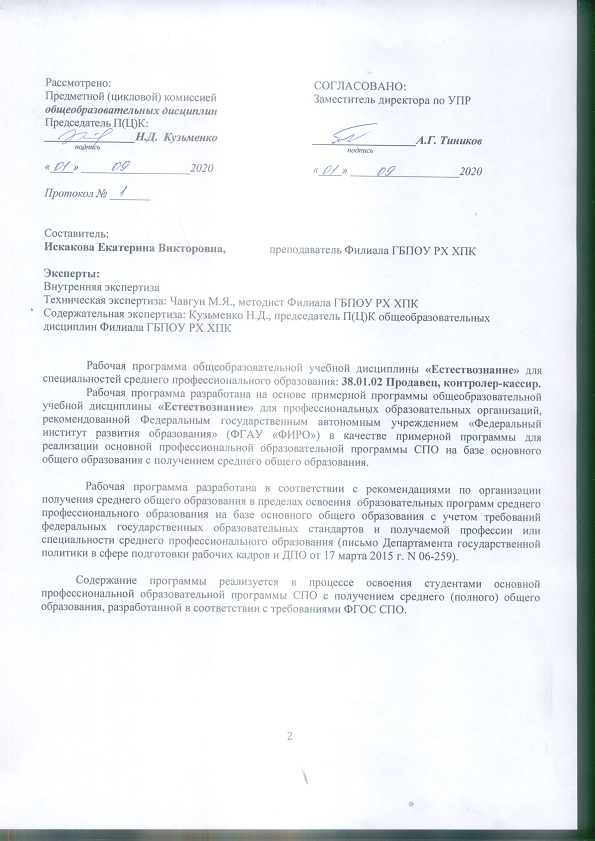 Рассмотрено:
Предметной (цикловой) комиссией
общеобразовательных дисциплин
Председатель П(Ц)К:
________________Н.Д. Кузьменко
подпись
« 01 » ____09____2020
Протокол № ___1___
СОГЛАСОВАНО:
Заместитель директора по УПР
__________________А.Г. Тиников
подпись
« 01 » ____09____2020
Составитель:
Искакова Екатерина Викторовна, преподаватель Филиала ГБПОУ РХ ХПК
Эксперты:
Внутренняя экспертиза
Техническая экспертиза: Чавгун М.Я., методист Филиала ГБПОУ РХ ХПК
Содержательная экспертиза: Кузьменко Н.Д., председатель П(Ц)К общеобразовательных
дисциплин Филиала ГБПОУ РХ ХПК
Рабочая программа общеобразовательной учебной дисциплины «Естествознание» для
специальностей среднего профессионального образования: 38.01.02 Продавец, контролер-кассир.
Рабочая программа разработана на основе примерной программы общеобразовательной
учебной дисциплины «Естествознание» для профессиональных образовательных организаций,
рекомендованной Федеральным государственным автономным учреждением «Федеральный
институт развития образования» (ФГАУ «ФИРО») в качестве примерной программы для
реализации основной профессиональной образовательной программы СПО на базе основного
общего образования с получением среднего общего образования.
Рабочая программа разработана в соответствии с рекомендациями по организации
получения среднего общего образования в пределах освоения образовательных программ среднего
профессионального образования на базе основного общего образования с учетом требований
федеральных государственных образовательных стандартов и получаемой профессии или
специальности среднего профессионального образования (письмо Департамента государственной
политики в сфере подготовки рабочих кадров и ДПО от 17 марта 2015 г. N 06-259).
Содержание программы реализуется в процессе освоения студентами основной
профессиональной образовательной программы СПО с получением среднего (полного) общего
образования, разработанной в соответствии с требованиями ФГОС СПО.
2